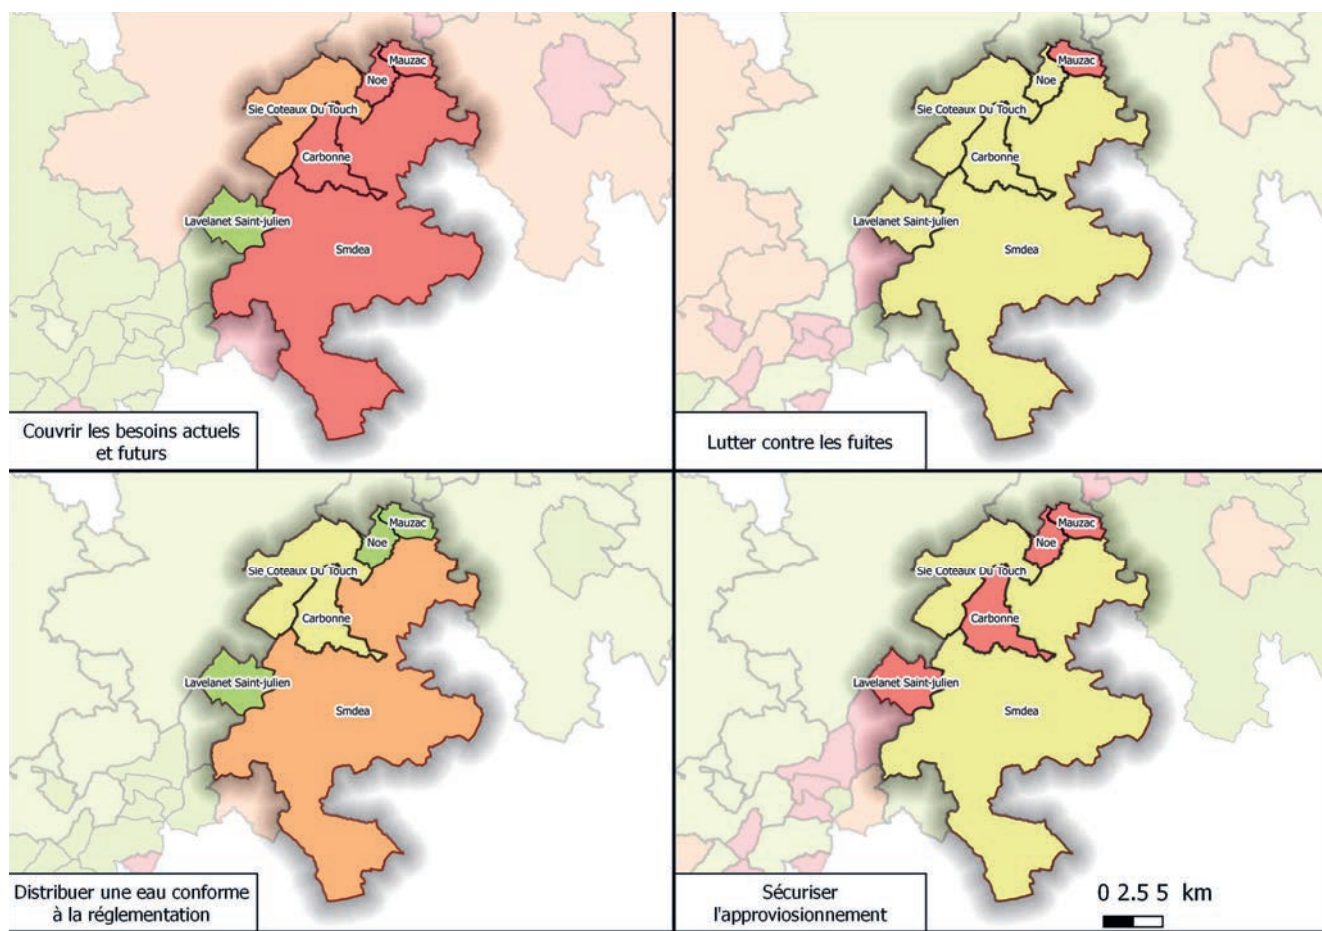 Mauzac
Noe
Sie Coteaux Du Touch
Carbonne
Lavelanet Saint-julien
Smdea
Couvrir les besoins actuels
et futurs
Mauzac
Noe
Sie Coteaux Du Touch
Carbonne
Lavelanet Saint-julien
Smdea
Lutter contre les fuites
Mauzac
Noe
Sie Coteaux Du Touch
Carbonne
Lavelanet Saint-julien
Smdea
Distribuer une eau conforme
à la réglementation
Mauzac
Noe
Sie Coteaux Du Touch
Carbonne
Lavelanet Saint-julien
Smdea
Sécuriser
l'approviosionnement
0 2.5 5 km